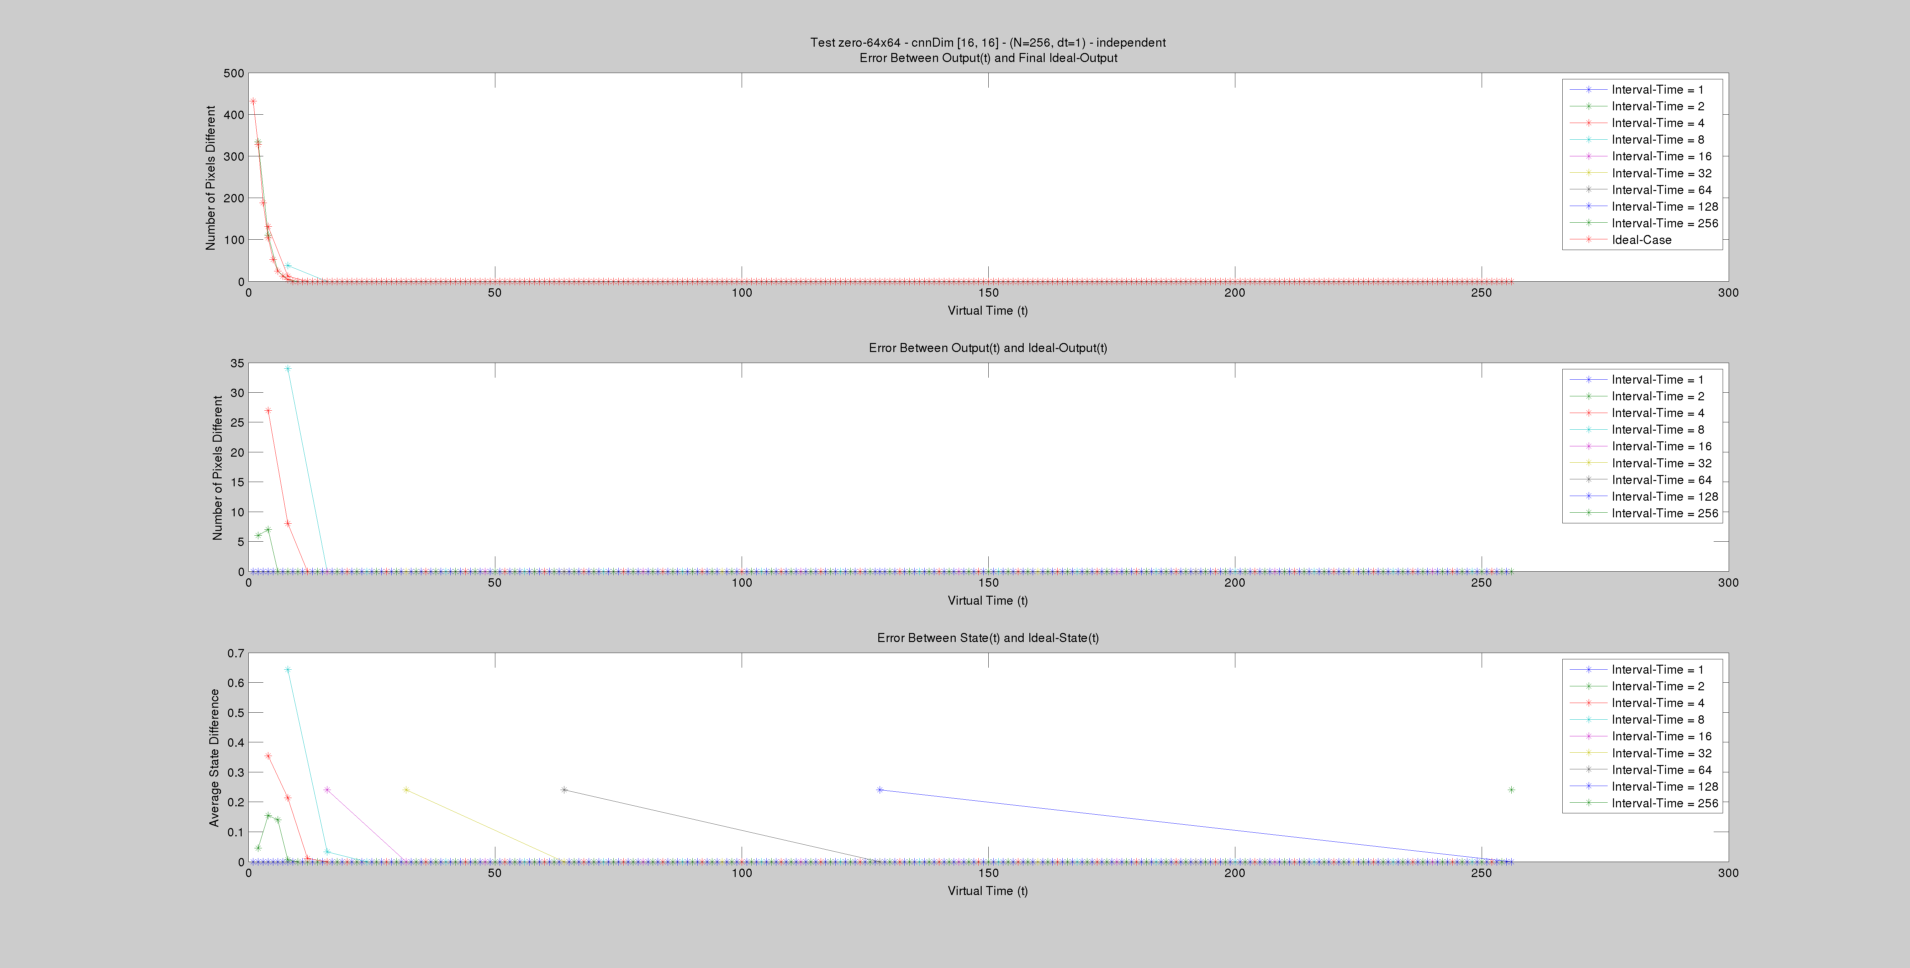 Test zero-64x64 - cnnDim [16, 16] - (N=256, dt=1) - independent
Error Between Output(t) and Final Ideal-Output
Number of Pixels Different
500
400
300
200
100
0
0 50 100 150 200 250 300
Virtual Time (t)
Interval-Time = 1
Interval-Time = 2
Interval-Time = 4
Interval-Time = 8
Interval-Time = 16
Interval-Time = 32
Interval-Time = 64
Interval-Time = 128
Interval-Time = 256
Ideal-Case
Error Between Output(t) and Ideal-Output(t)
Number of Pixels Different
35
30
25
20
15
10
5
0
0 50 100 150 200 250 300
Virtual Time (t)
Interval-Time = 1
Interval-Time = 2
Interval-Time = 4
Interval-Time = 8
Interval-Time = 16
Interval-Time = 32
Interval-Time = 64
Interval-Time = 128
Interval-Time = 256
Error Between State(t) and Ideal-State(t)
Average State Difference
0.7
0.6
0.5
0.4
0.3
0.2
0.1
0
0 50 100 150 200 250 300
Virtual Time (t)
Interval-Time = 1
Interval-Time = 2
Interval-Time = 4
Interval-Time = 8
Interval-Time = 16
Interval-Time = 32
Interval-Time = 64
Interval-Time = 128
Interval-Time = 256